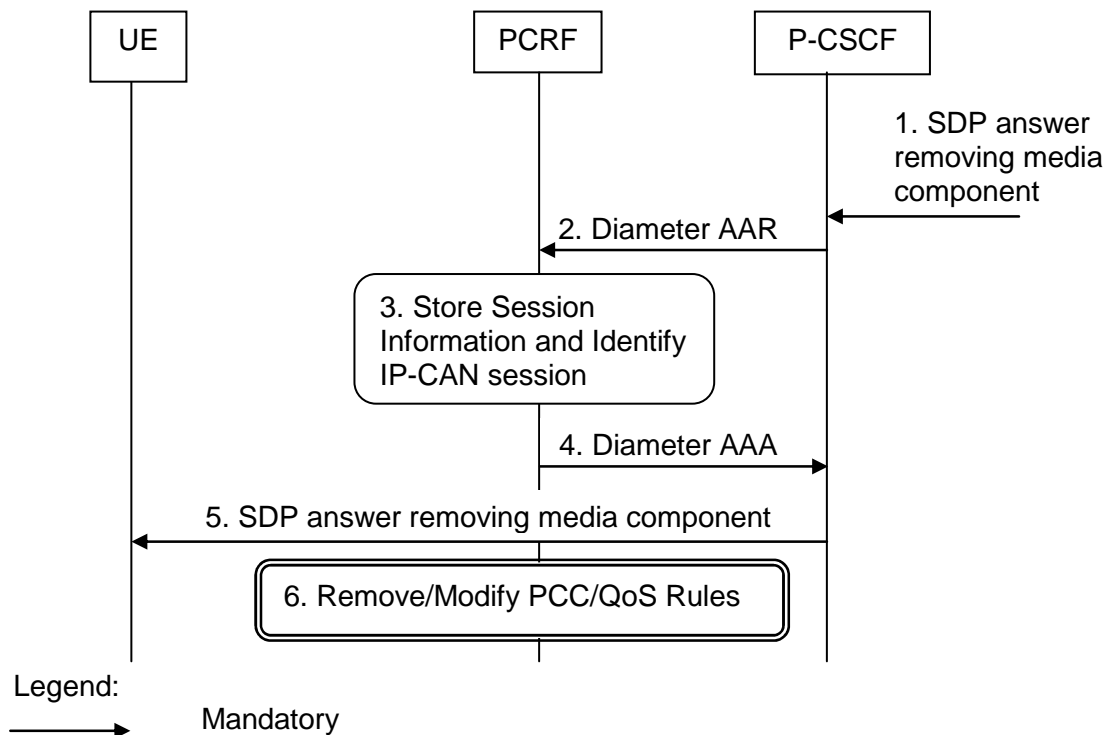 UE
PCRF
P-CSCF
1. SDP answer
removing media
component
2. Diameter AAR
3. Store Session
Information and Identify
IP-CAN session
4. Diameter AAA
5. SDP answer removing media component
6. Remove/Modify PCC/QoS Rules
Legend:
Mandatory